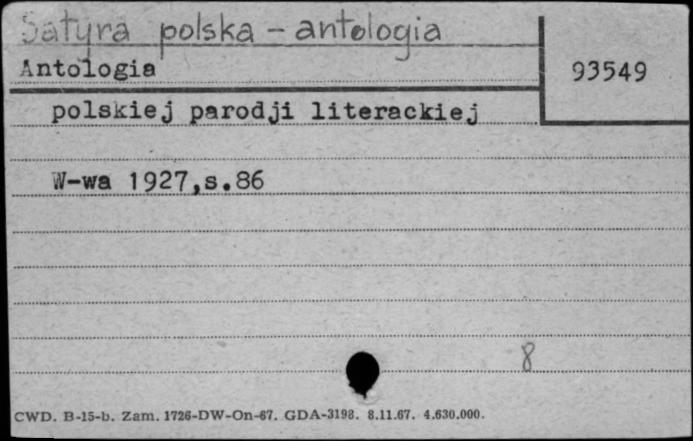 Satyra polska - antologia
Antologia
93549
polskiej parodji literackiej
W-wa 1927,s.86
8
CWD. B-15-b. Zam. 1726-DW-On-67. GDA-3198. 8.11.67. 4.630.000.